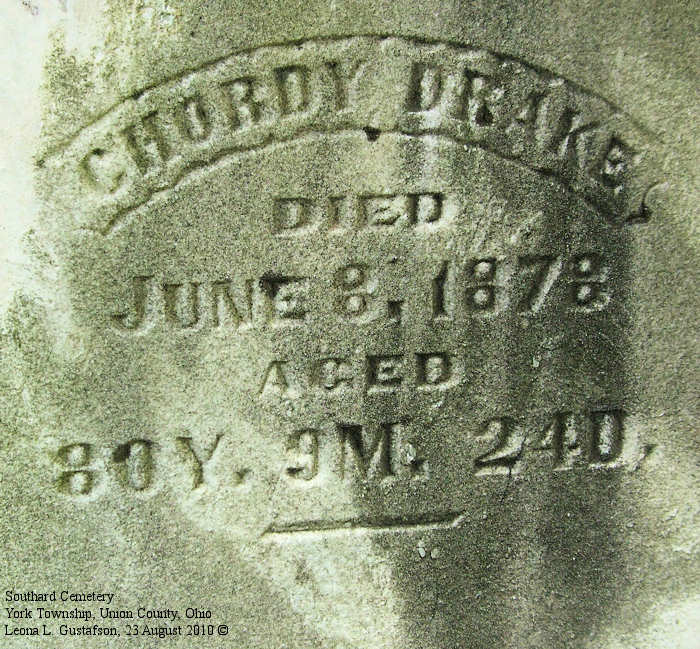 CHORDY DRAKE
DIED
JUNE 8, 1878
AGED
80Y. 9M. 24D.
Southard Cemetery
York Township, Union County, Ohio
Leona L. Gustafson, 23 August 2010 ©